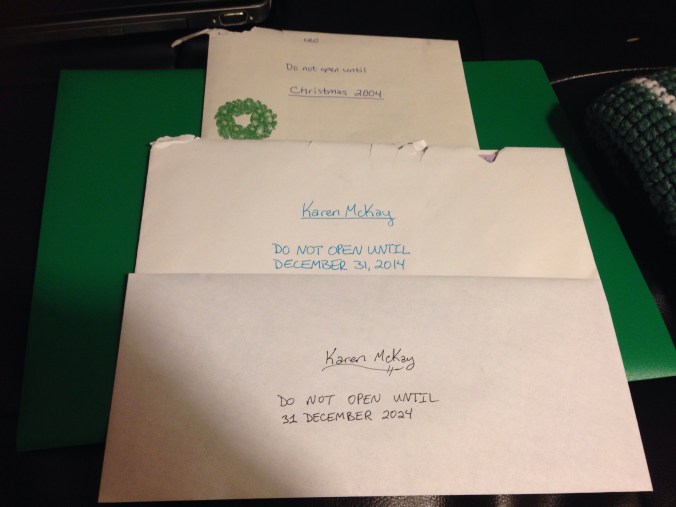 Do not open until
Christmas 2004
Karen McKay
DO NOT OPEN UNTIL
DECEMBER 31, 2014
Karen McKay
DO NOT OPEN UNTIL
31 DECEMBER 2024